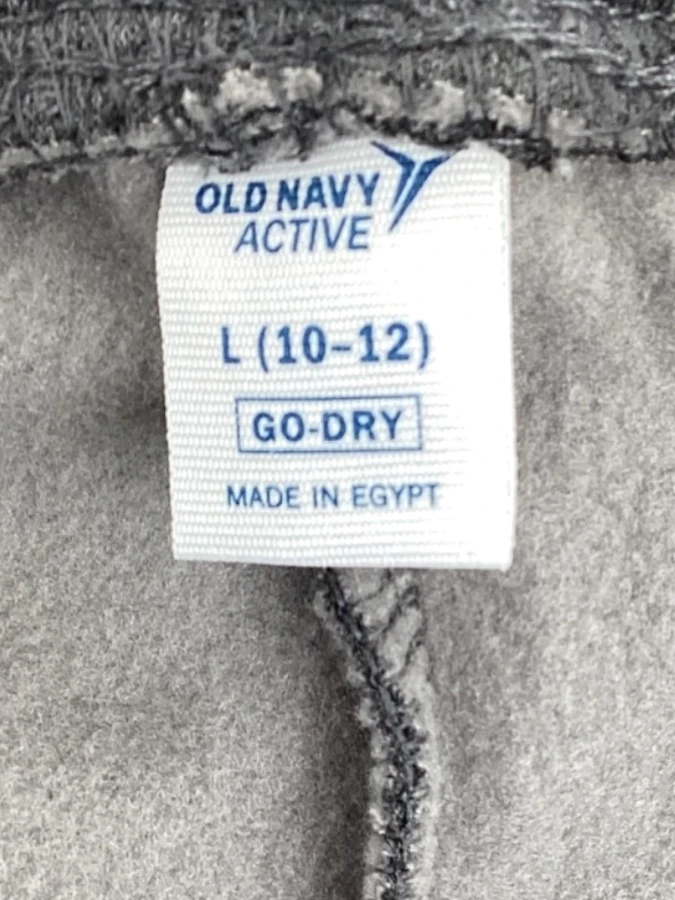 OLD NAVY
ACTIVE
L (10-12)
GO-DRY
MADE IN EGYPT